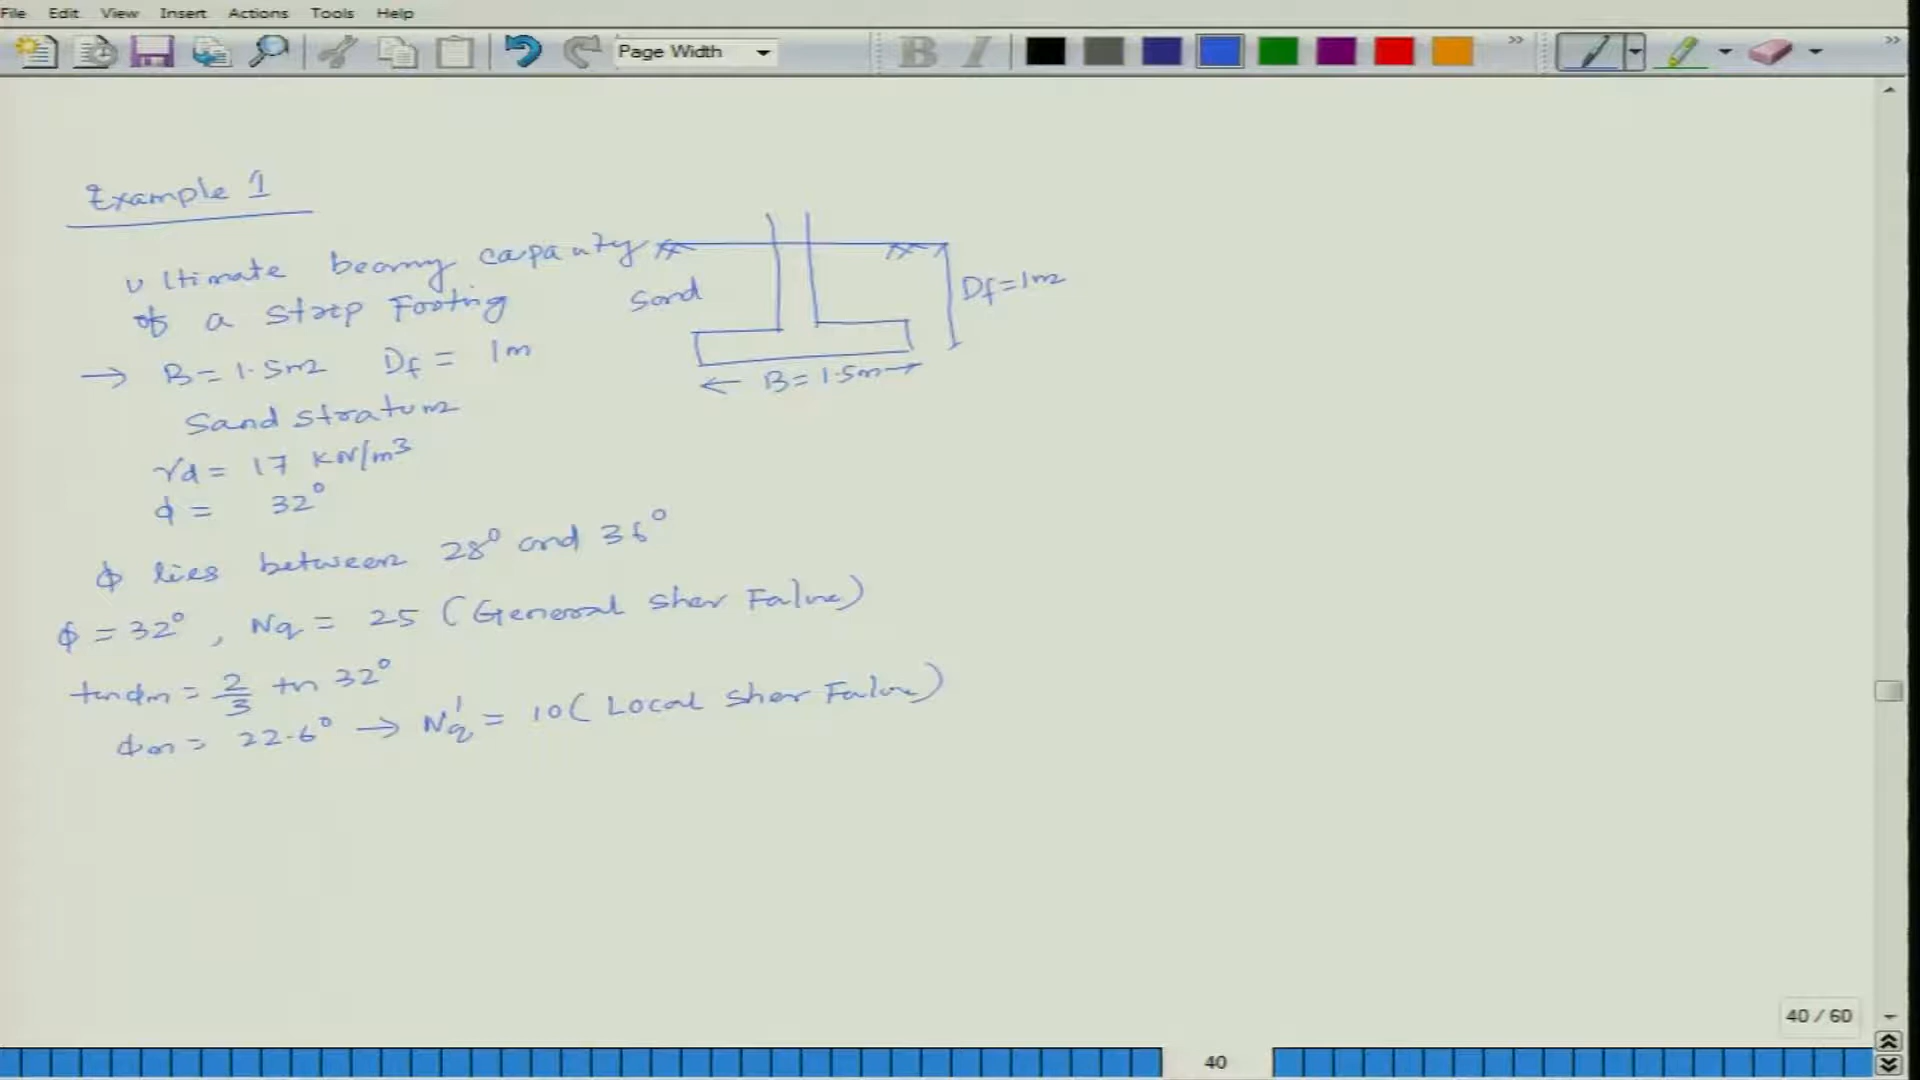 File Edit View Insert Actions Tools Help
Page Width
B I
Example 1
Ultimate bearing capacity
of a Strip Footing
→ B = 1.5m Df = 1m
Sand stratum
γd = 17 KN/m³
ϕ = 32°
ϕ lies between 28° and 36°
ϕ = 32°, Nq = 25 (General Shear Failure)
tanϕm = 2/3 tan 32°
ϕm = 22.6° → Nq' = 10 (Local Shear Failure)
Sand
Df = 1m
B = 1.5m
40 / 60
40